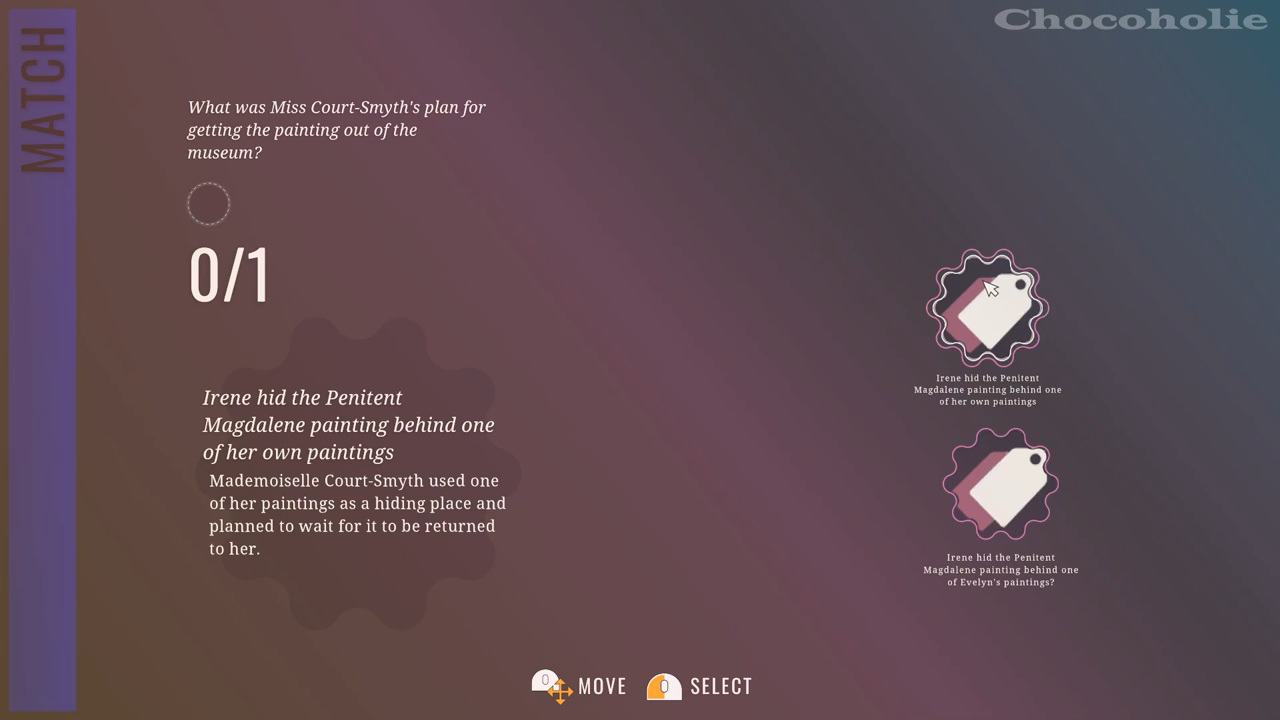 MATCH
Chocoholie
What was Miss Court-Smyth's plan for
getting the painting out of the
museum?
0/1
Irene hid the Penitent
Magdalene painting behind one
of her own paintings
Mademoiselle Court-Smyth used one
of her paintings as a hiding place and
planned to wait for it to be returned
to her.
Irene hid the Penitent
Magdalene painting behind one
of her own paintings
Irene hid the Penitent
Magdalene painting behind one
of Evelyn's paintings?
MOVE
SELECT